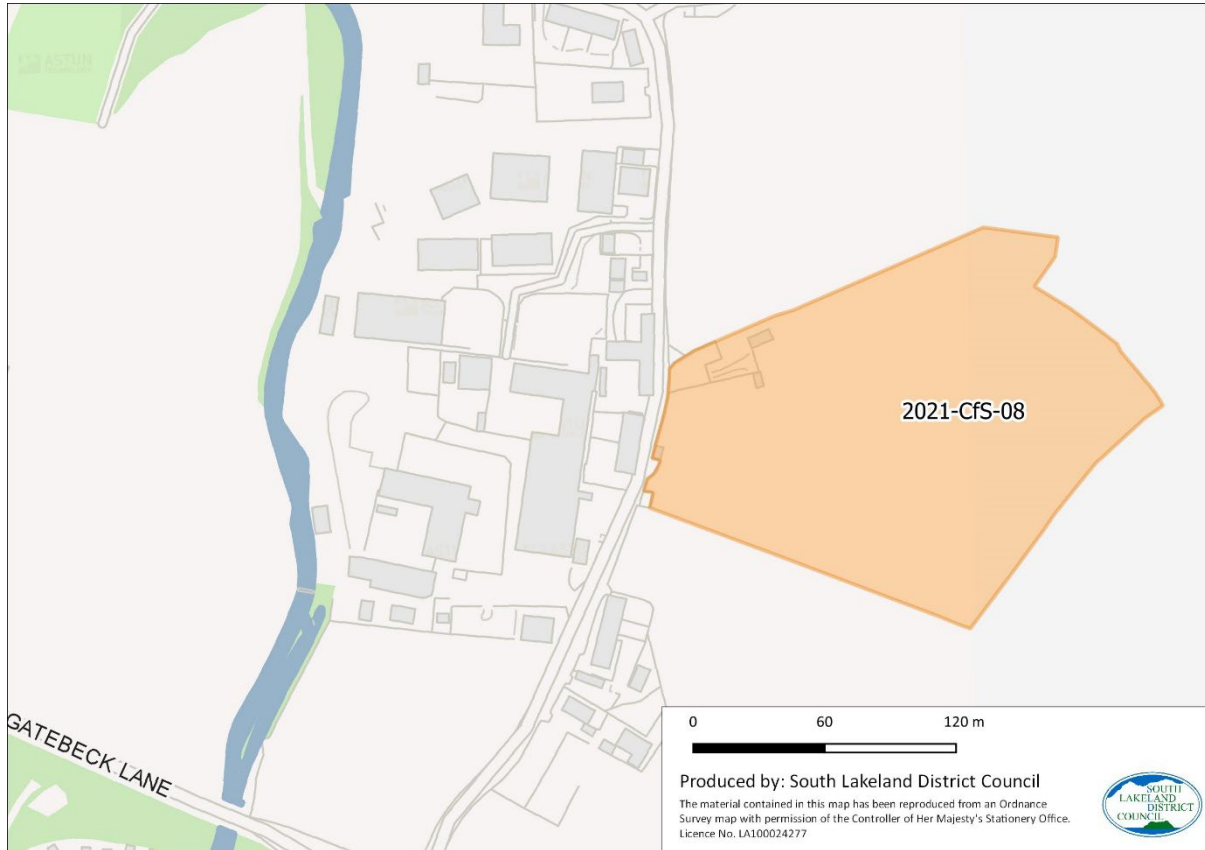 ASTUN
2021-CfS-08
GATEBECK LANE
0 60 120 m
Produced by: South Lakeland District Council
The material contained in this map has been reproduced from an Ordnance
Survey map with permission of the Controller of Her Majesty's Stationery Office.
Licence No. LA100024277
SOUTH
LAKELAND
DISTRICT
COUNCIL